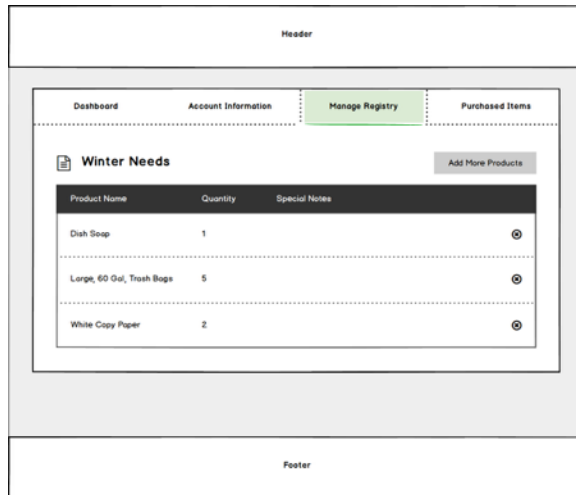 Header
Dashboard Account Information Manage Registry Purchased Items
Winter Needs Add More Products
Product Name Quantity Special Notes
Dish Soap 1
Large, 60 Gal, Trash Bags 5
White Copy Paper 2
Footer